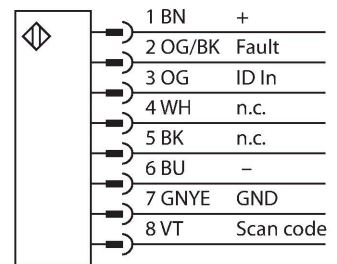 1 BN +
2 OG/BK Fault
3 OG ID In
4 WH n.c.
5 BK n.c.
6 BU –
7 GNYE GND
8 VT Scan code